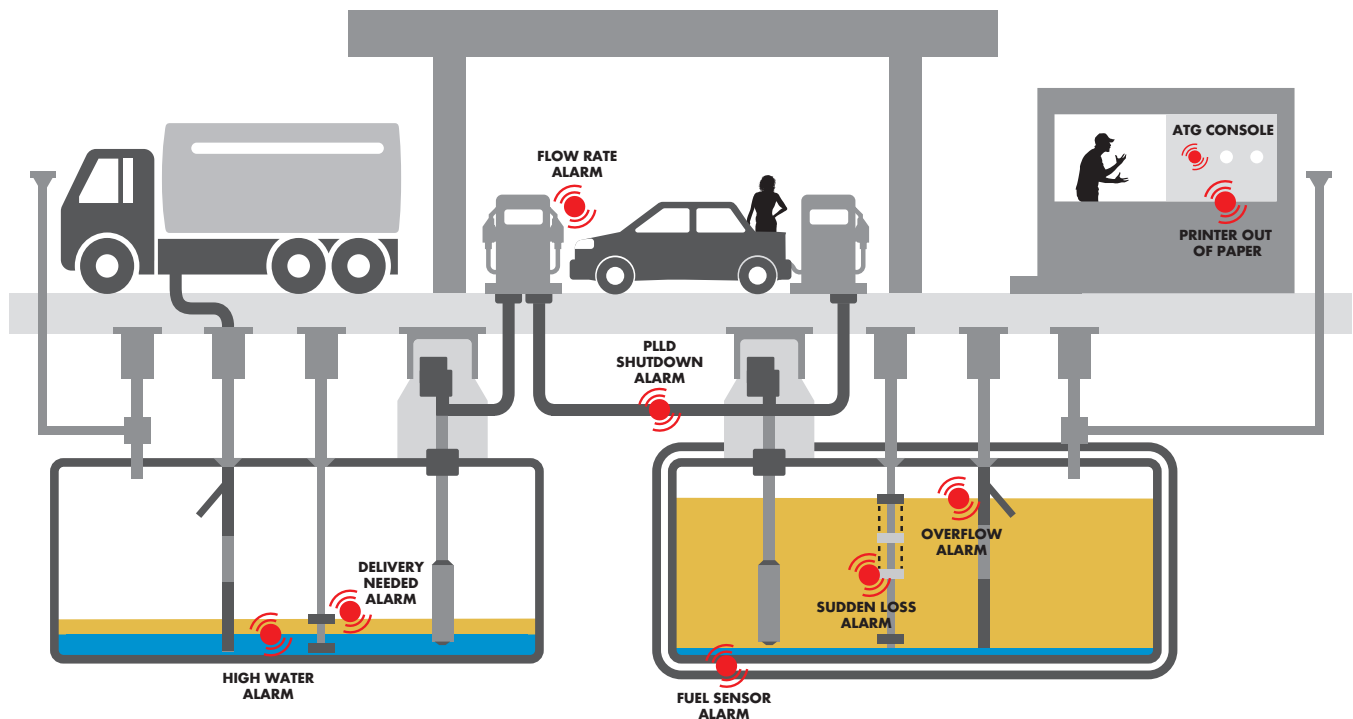 FLOW RATE
ALARM
ATG CONSOLE
PRINTER OUT
OF PAPER
PLLD
SHUTDOWN
ALARM
DELIVERY
NEEDED
ALARM
HIGH WATER
ALARM
OVERFLOW
ALARM
SUDDEN LOSS
ALARM
FUEL SENSOR
ALARM